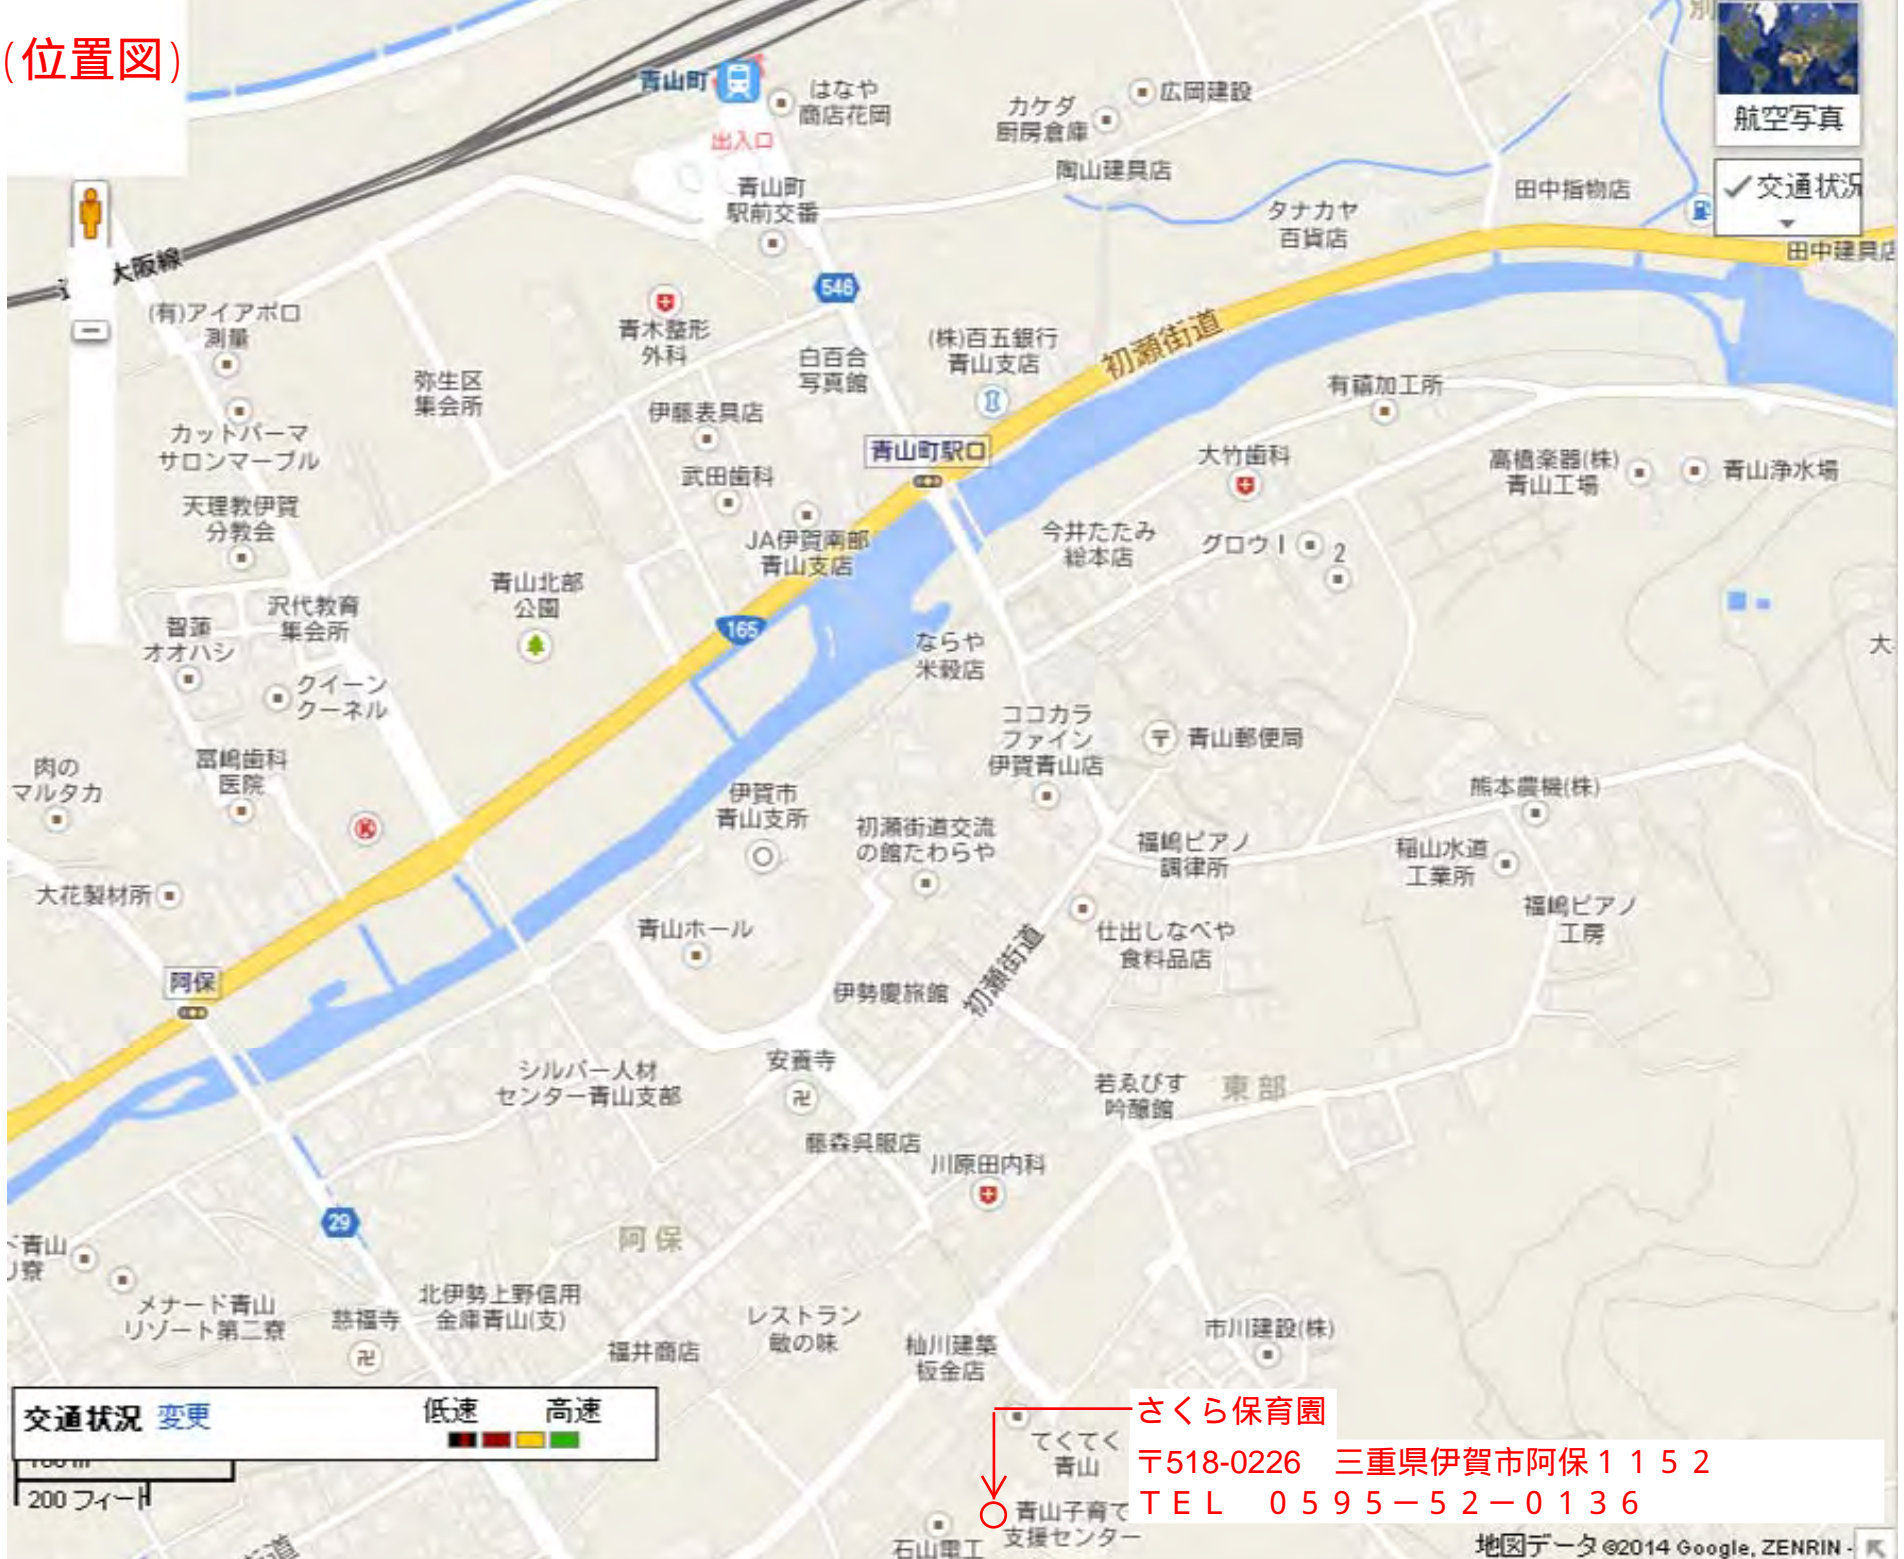 (位置図)
青山町
出入口
はなや
商店花岡
カケダ
厨房倉庫
広岡建設
航空写真
陶山建具店
青山町
駅前交番
タナカヤ
百貨店
田中指物店
交通状況
田中建具店
大阪線
546
(有)アイアポロ
測量
青木整形
外科
白百合
写真館
(株)百五銀行
青山支店
初瀬街道
弥生区
集会所
有禧加工所
カットパーマ
サロンマーブル
伊藤表具店
青山町駅口
武田歯科
大竹歯科
高橋楽器(株)
青山工場
青山浄水場
天理教伊賀
分教会
JA伊賀南部
青山支店
今井たたみ
総本店
グロウ1
2
青山北部
公園
沢代教育
集会所
智蓮
オオハシ
165
ならや
米穀店
大
クイーン
クーネル
ココカラ
ファイン
伊賀青山店
〒
青山郵便局
肉の
マルタカ
冨嶋歯科
医院
伊賀市
青山支所
初瀬街道交流
の館たわらや
福嶋ピアノ
調律所
熊本農機(株)
稲山水道
工業所
大花製材所
福嶋ピアノ
工房
青山ホール
仕出しなべや
食料品店
阿保
伊勢慶旅館
初瀬街道
シルバー人材
センター青山支部
安養寺
卍
若ゑびす
吟醸館
東部
藤森呉服店
川原田内科
29
阿保
青山
寮
メナード青山
リゾート第二寮
慈福寺
卍
北伊勢上野信用
金庫青山(支)
福井商店
レストラン
敏の味
杣川建築
板金店
市川建設(株)
交通状況 変更 低速 高速
200 フィート
さくら保育園
〒518-0226 三重県伊賀市阿保1152
TEL 0595-52-0136
てくてく
青山
青山子育て
支援センター
石山電工
街道
地図データ ©2014 Google, ZENRIN -